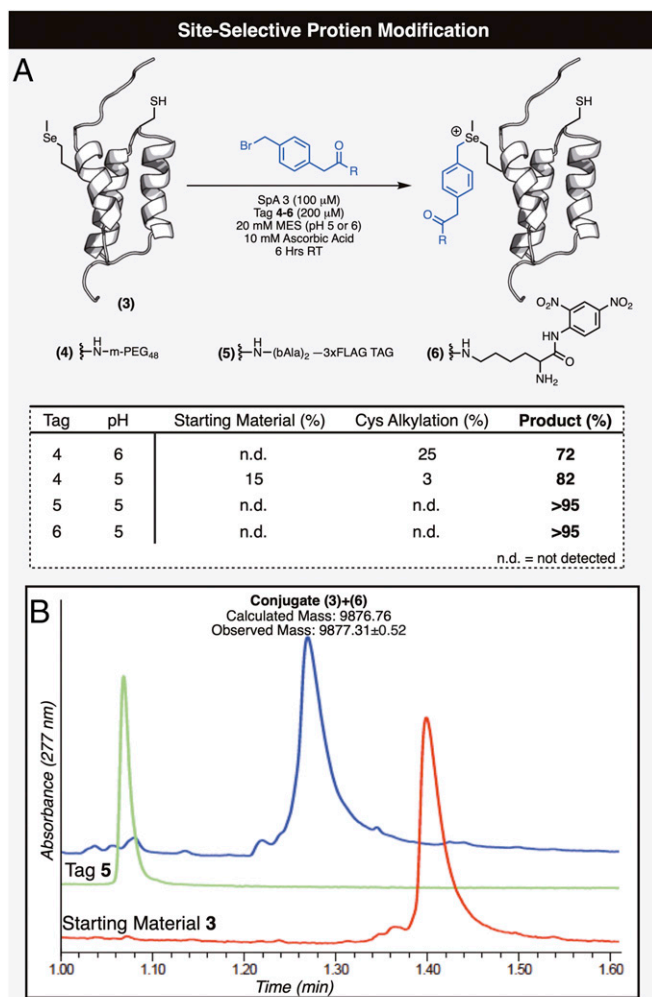 Site-Selective Protien Modification
A
SH
Se
Br
O
R
SpA 3 (100 μM)
Tag 4-6 (200 μM)
20 mM MES (pH 5 or 6)
10 mM Ascorbic Acid
6 Hrs RT
⊕
Se
SH
O
R
(3)
(4) H N m-PEG48
(5) H N (bAla)2 —3xFLAG TAG
(6) H N
O2N NO2
HN
O
NH2
Tag pH Starting Material (%) Cys Alkylation (%) Product (%)
4 6 n.d. 25 72
4 5 15 3 82
5 5 n.d. n.d. >95
6 5 n.d. n.d. >95
n.d. = not detected
B
Conjugate (3)+(6)
Calculated Mass: 9876.76
Observed Mass: 9877.31±0.52
Absorbance (277 nm)
Tag 5
Starting Material 3
1.00 1.10 1.20 1.30 1.40 1.50 1.60
Time (min)